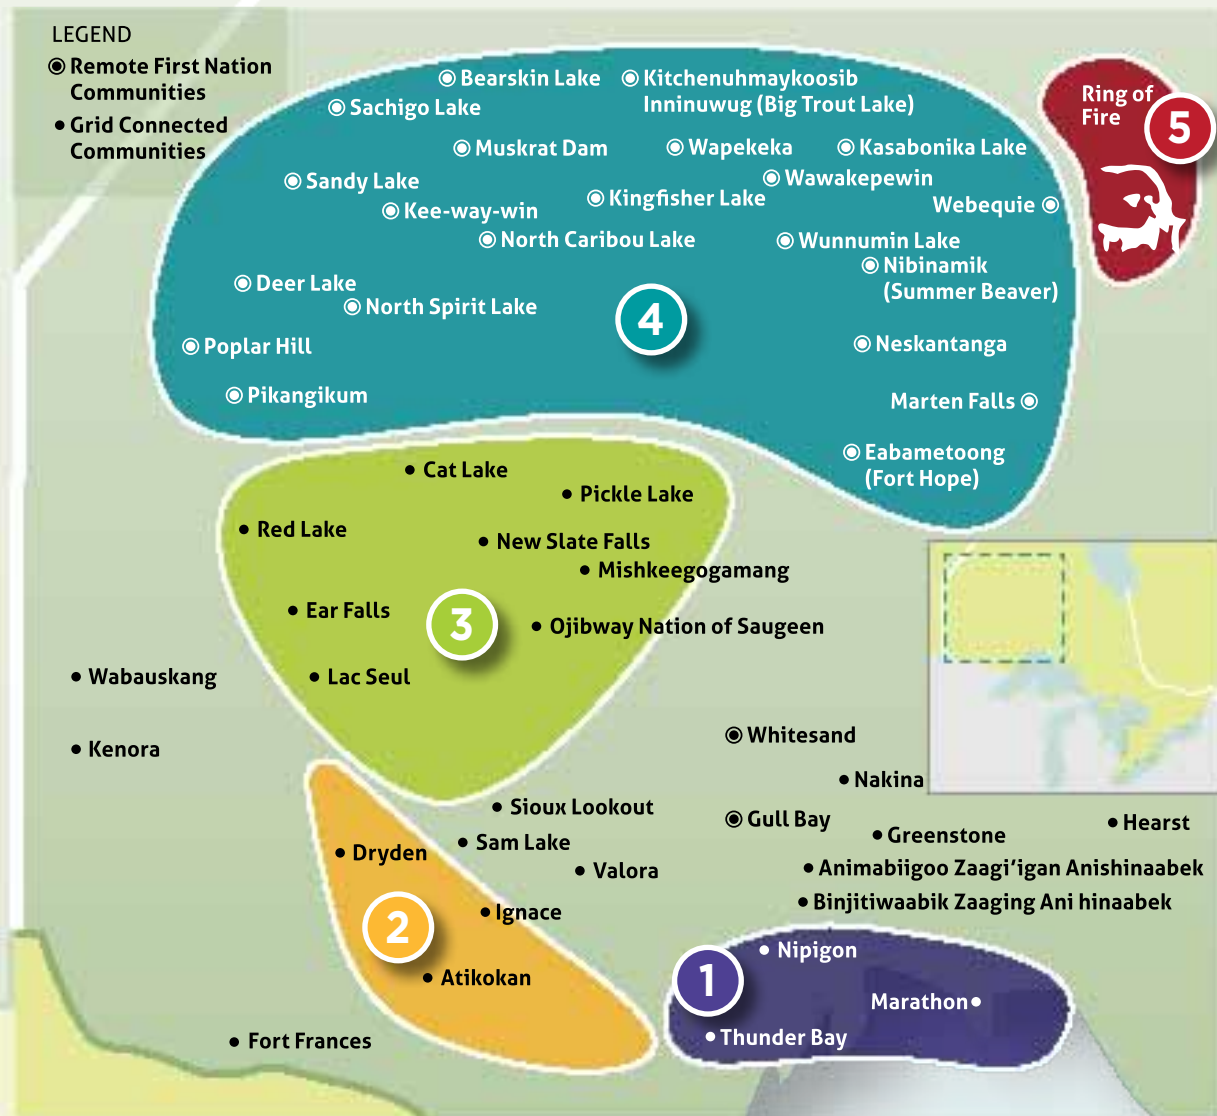 LEGEND
Remote First Nation
Communities
Grid Connected
Communities
Bearskin Lake
Kitchenuhmaykoosib
Inninuwug (Big Trout Lake)
Sachigo Lake
Ring of
Fire
5
Muskrat Dam
Wapekeka
Kasabonika Lake
Sandy Lake
Wawakepewin
Kingfisher Lake
Webequie
Kee-way-win
North Caribou Lake
Wunnumin Lake
Nibinamik
(Summer Beaver)
Deer Lake
North Spirit Lake
4
Poplar Hill
Neskantanga
Pikangikum
Marten Falls
Eabametoong
(Fort Hope)
Cat Lake
Pickle Lake
Red Lake
New Slate Falls
Mishkeegogamang
Ear Falls
3
Ojibway Nation of Saugeen
Wabauskang
Lac Seul
Kenora
Whitesand
Nakina
Sioux Lookout
Gull Bay
Hearst
Greenstone
Sam Lake
Dryden
Valora
Animabiigoo Zaagi’igan Anishinaabek
Binjitiwaabik Zaaging Ani hinaabek
Ignace
2
Nipigon
1
Atikokan
Marathon
Thunder Bay
Fort Frances